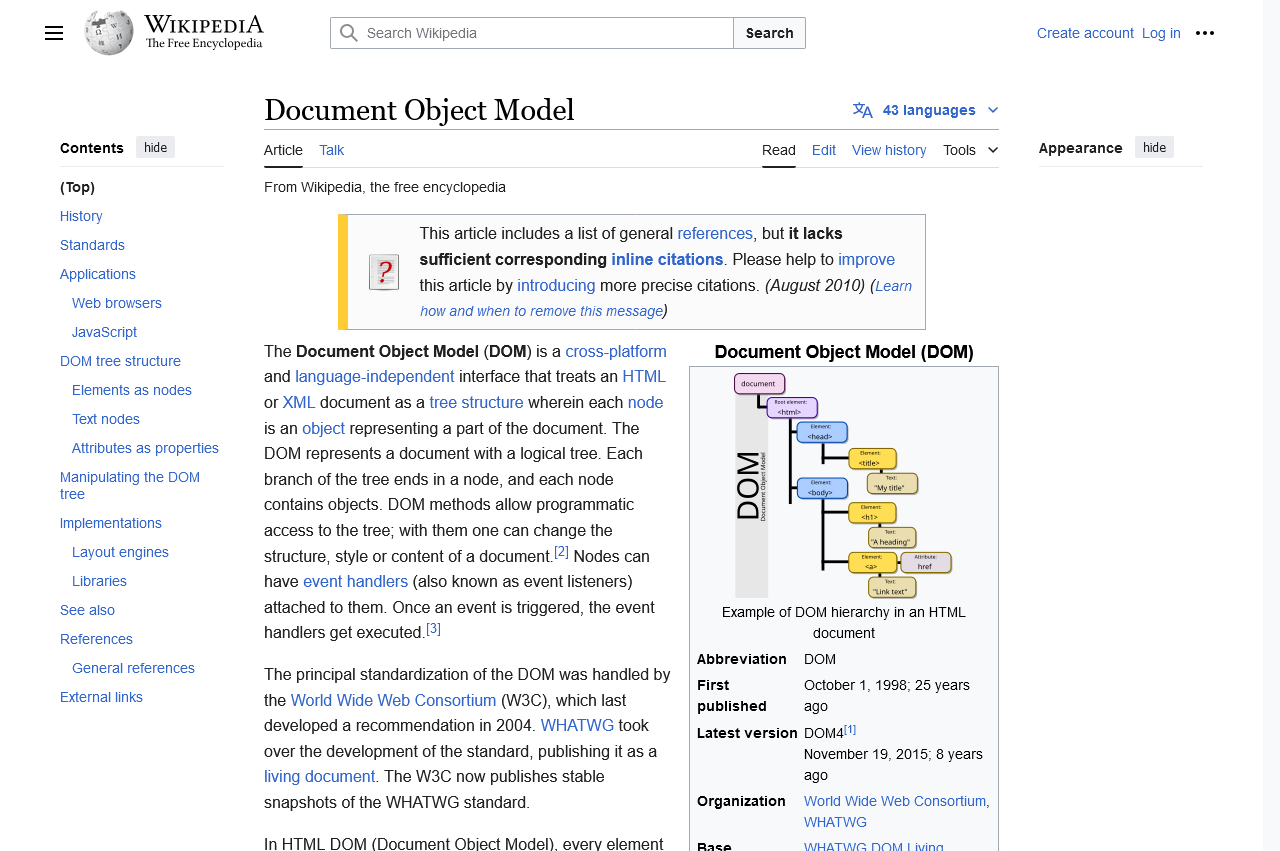 WIKIPEDIA
The Free Encyclopedia
Search Wikipedia
Search
Create account Log in
Document Object Model
43 languages
Article Talk
Read Edit View history Tools
From Wikipedia, the free encyclopedia
Contents hide
(Top)
History
Standards
Applications
Web browsers
JavaScript
DOM tree structure
Elements as nodes
Text nodes
Attributes as properties
Manipulating the DOM
tree
Implementations
Layout engines
Libraries
See also
References
General references
External links
Appearance hide
This article includes a list of general references, but it lacks
sufficient corresponding inline citations. Please help to improve
this article by introducing more precise citations. (August 2010) (Learn
how and when to remove this message)
The Document Object Model (DOM) is a cross-platform
and language-independent interface that treats an HTML
or XML document as a tree structure wherein each node
is an object representing a part of the document. The
DOM represents a document with a logical tree. Each
branch of the tree ends in a node, and each node
contains objects. DOM methods allow programmatic
access to the tree; with them one can change the
structure, style or content of a document.[2] Nodes can
have event handlers (also known as event listeners)
attached to them. Once an event is triggered, the event
handlers get executed.[3]
The principal standardization of the DOM was handled by
the World Wide Web Consortium (W3C), which last
developed a recommendation in 2004. WHATWG took
over the development of the standard, publishing it as a
living document. The W3C now publishes stable
snapshots of the WHATWG standard.
In HTML DOM (Document Object Model), every element
Document Object Model (DOM)
DOM
Document Object Model
document
Root element:
<html>
Element:
<head>
Element:
<title>
Text:
"My title"
Element:
<body>
Element:
<h1>
Text:
"A heading"
Element:
<a>
Attribute:
href
Text:
"Link text"
Example of DOM hierarchy in an HTML
document
Abbreviation DOM
First October 1, 1998; 25 years
published ago
Latest version DOM4[1]
November 19, 2015; 8 years
ago
Organization World Wide Web Consortium,
WHATWG
Base WHATWG DOM Living